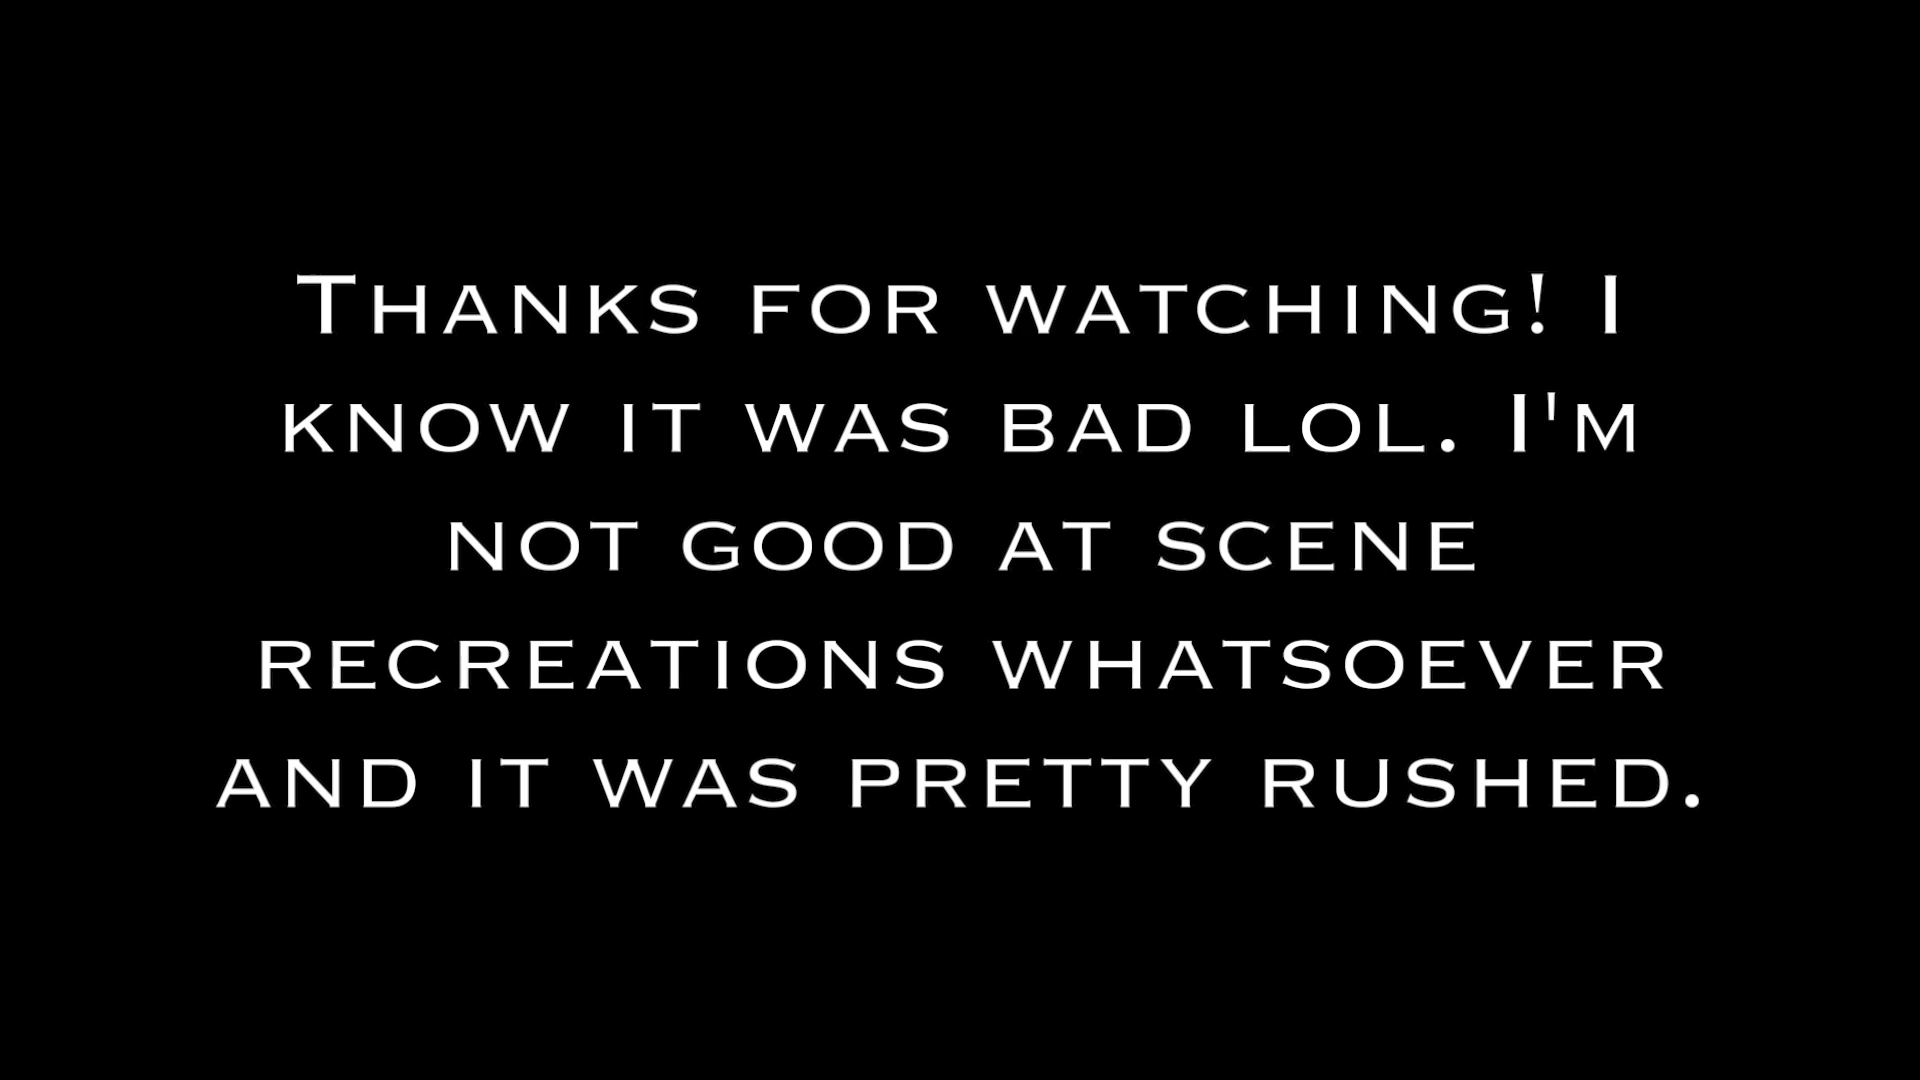 Thanks for watching! I
know it was bad lol. I'm
not good at scene
recreations whatsoever
and it was pretty rushed.